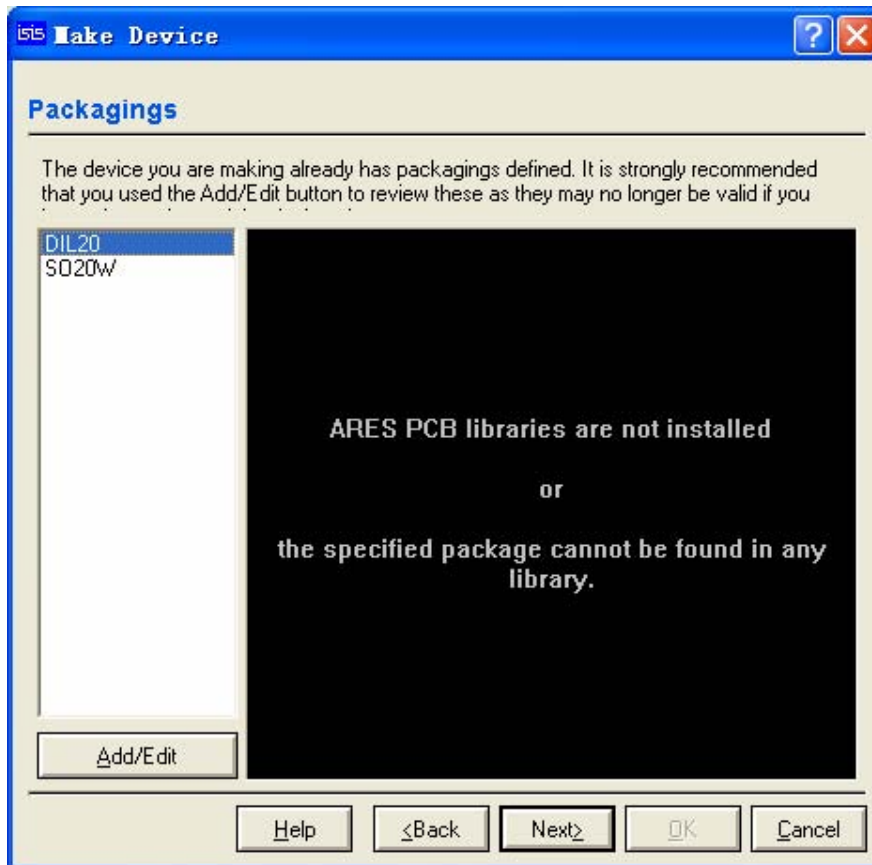 isis Make Device
Packagings
The device you are making already has packagings defined. It is strongly recommended
that you used the Add/Edit button to review these as they may no longer be valid if you
DIL20
SO20W
ARES PCB libraries are not installed
or
the specified package cannot be found in any
library.
Add/Edit
Help
<Back
Next>
OK
Cancel